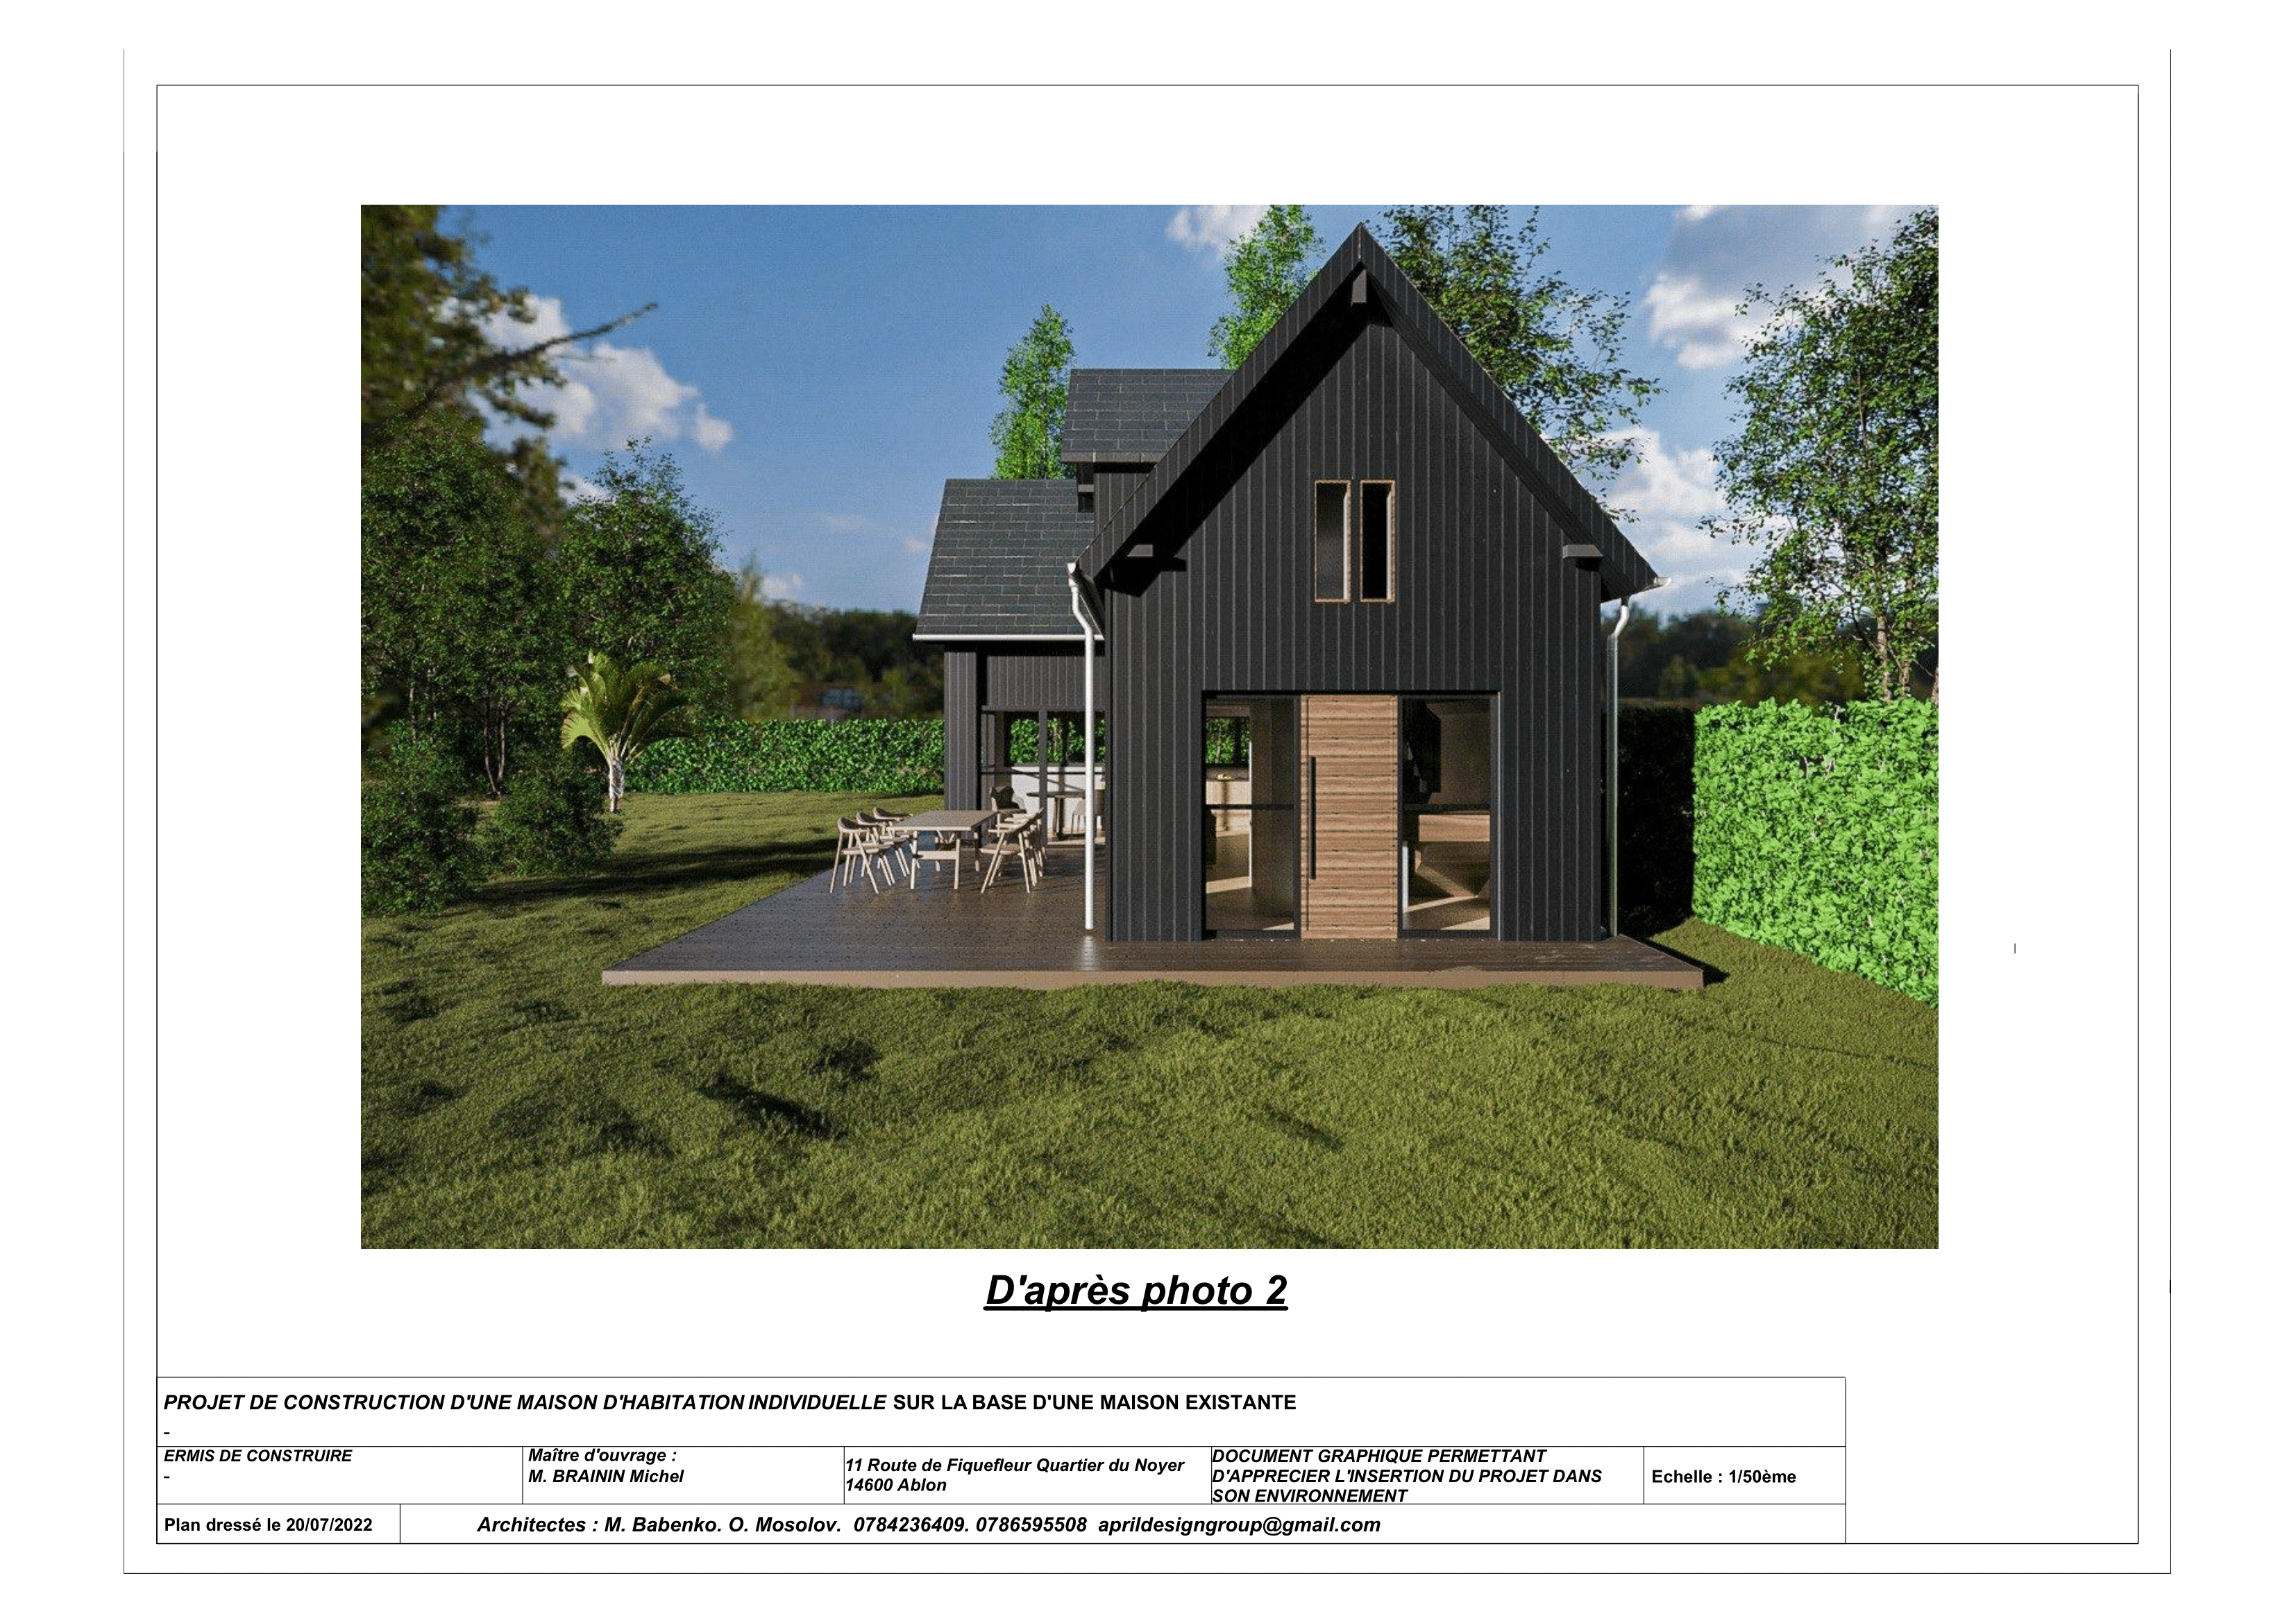 D'après photo 2
PROJET DE CONSTRUCTION D'UNE MAISON D'HABITATION INDIVIDUELLE SUR LA BASE D'UNE MAISON EXISTANTE
-
ERMIS DE CONSTRUIRE
-
Maître d'ouvrage :
M. BRAININ Michel
11 Route de Fiquefleur Quartier du Noyer
14600 Ablon
DOCUMENT GRAPHIQUE PERMETTANT
D'APPRECIER L'INSERTION DU PROJET DANS
SON ENVIRONNEMENT
Echelle : 1/50ème
Plan dressé le 20/07/2022
Architectes : M. Babenko. O. Mosolov. 0784236409. 0786595508 aprildesigngroup@gmail.com